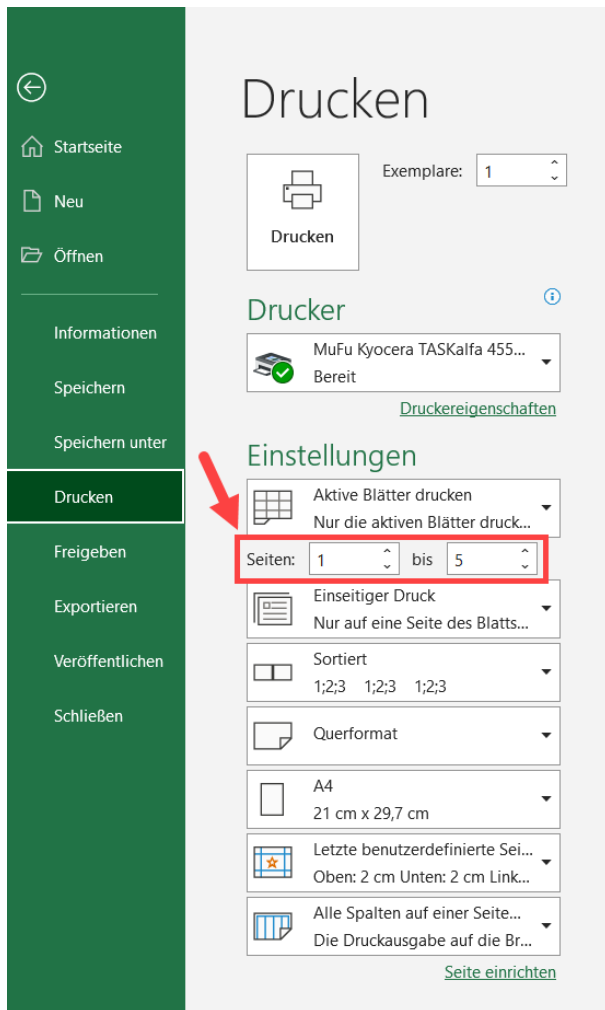 Drucken
Startseite
Exemplare: 1
Neu
Drucken
Öffnen
Drucker
Informationen
MuFu Kyocera TASKalfa 455...
Bereit
Speichern
Druckereigenschaften
Speichern unter
Einstellungen
Drucken
Aktive Blätter drucken
Nur die aktiven Blätter druck...
Freigeben
Seiten: 1 bis 5
Einseitiger Druck
Nur auf eine Seite des Blatts...
Exportieren
Veröffentlichen
Sortiert
1;2;3 1;2;3 1;2;3
Schließen
Querformat
A4
21 cm x 29,7 cm
Letzte benutzerdefinierte Sei...
Oben: 2 cm Unten: 2 cm Link...
Alle Spalten auf einer Seite...
Die Druckausgabe auf die Br...
Seite einrichten